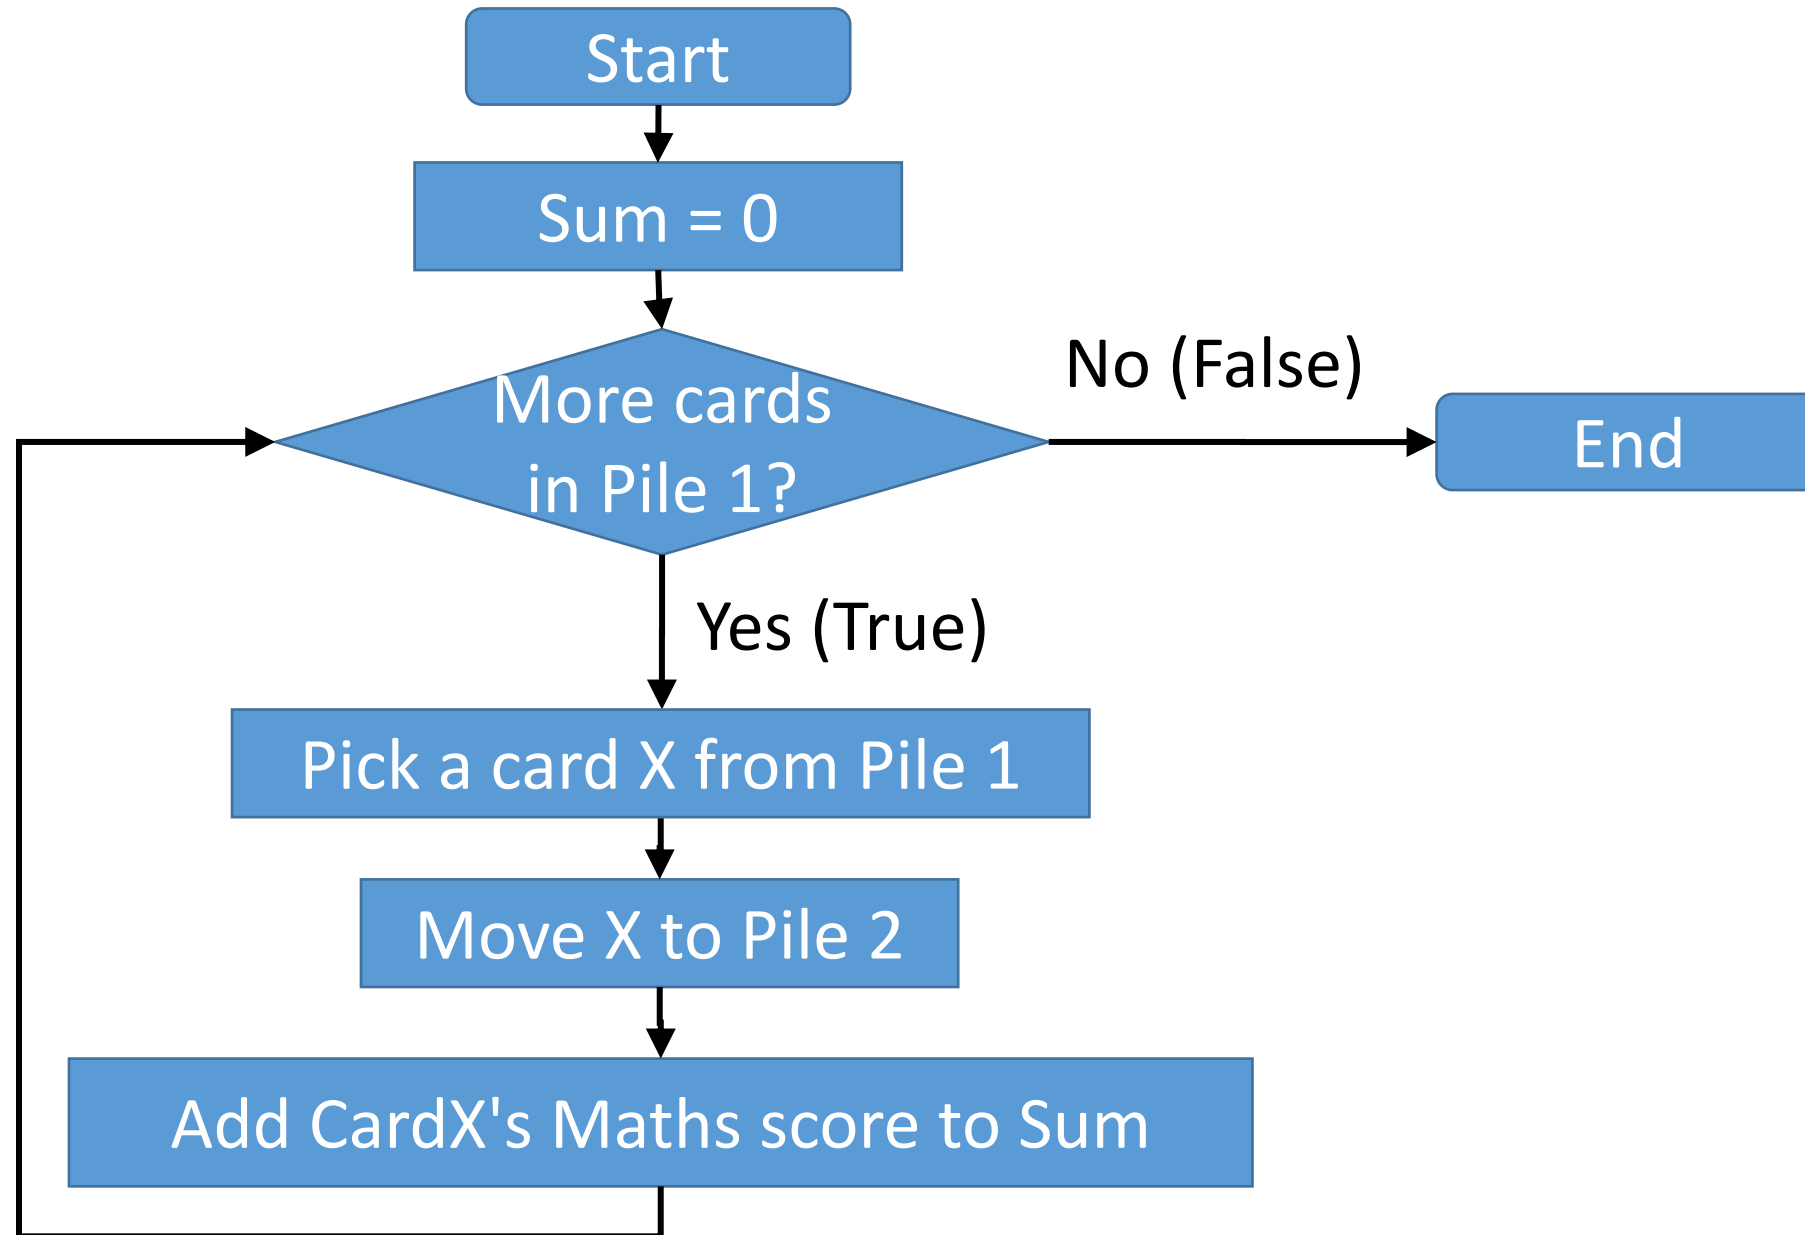 Start
Sum = 0
More cards
in Pile 1?
No (False)
End
Yes (True)
Pick a card X from Pile 1
Move X to Pile 2
Add CardX's Maths score to Sum